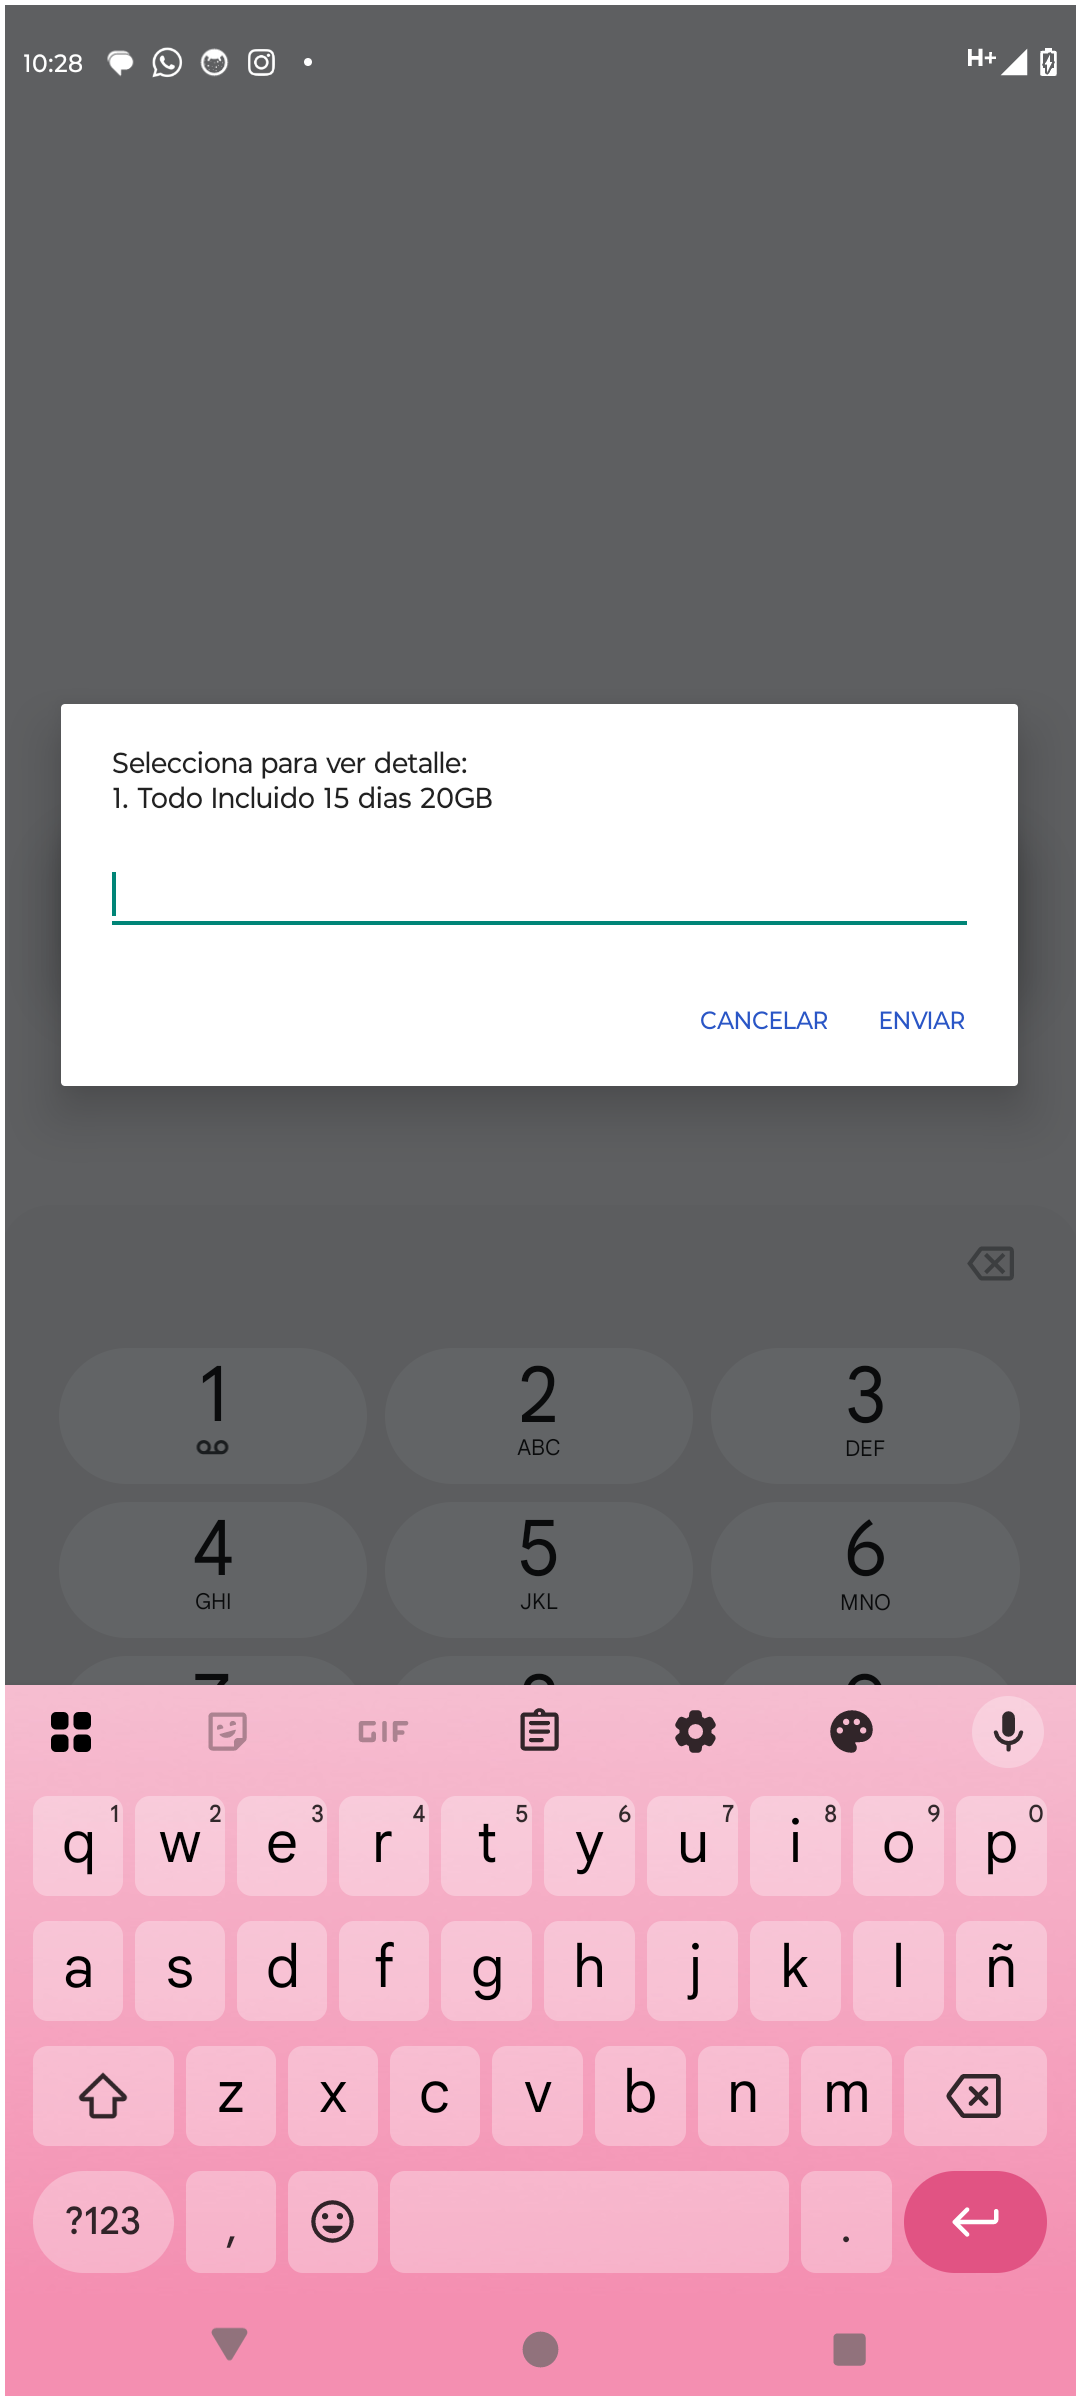 10:28
H+
Selecciona para ver detalle:
1. Todo Incluido 15 dias 20GB
CANCELAR ENVIAR
1 2 3
ABC DEF
4 5 6
GHI JKL MNO
GIF
1 2 3 4 5 6 7 8 9 0
q w e r t y u i o p
a s d f g h j k l ñ
z x c v b n m
?123 , .